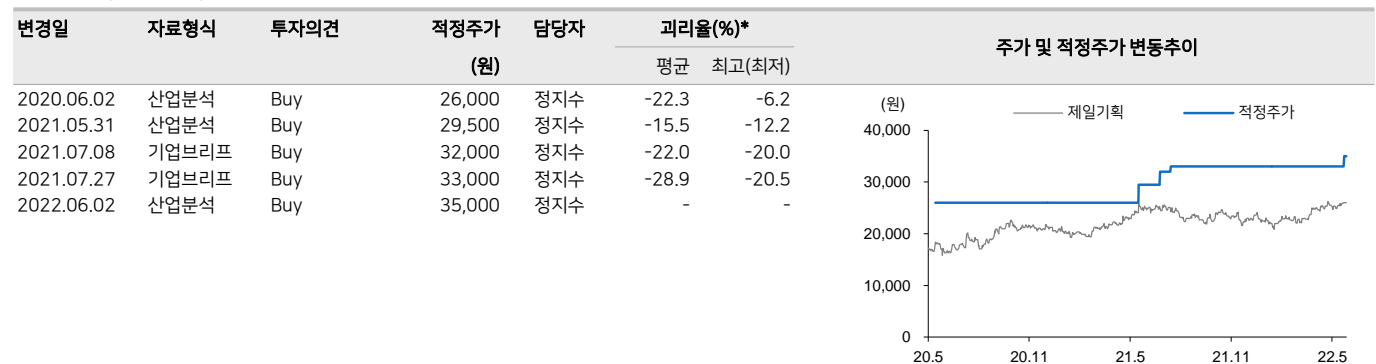 변경일 자료형식 투자의견 적정주가 담당자 괴리율(%)* 주가 및 적정주가 변동추이
(원) 평균 최고(최저)
2020.06.02 산업분석 Buy 26,000 정지수 -22.3 -6.2
2021.05.31 산업분석 Buy 29,500 정지수 -15.5 -12.2
2021.07.08 기업브리프 Buy 32,000 정지수 -22.0 -20.0
2021.07.27 기업브리프 Buy 33,000 정지수 -28.9 -20.5
2022.06.02 산업분석 Buy 35,000 정지수 - -
(원) 제일기획 적정주가
40,000
30,000
20,000
10,000
0
20.5 20.11 21.5 21.11 22.5